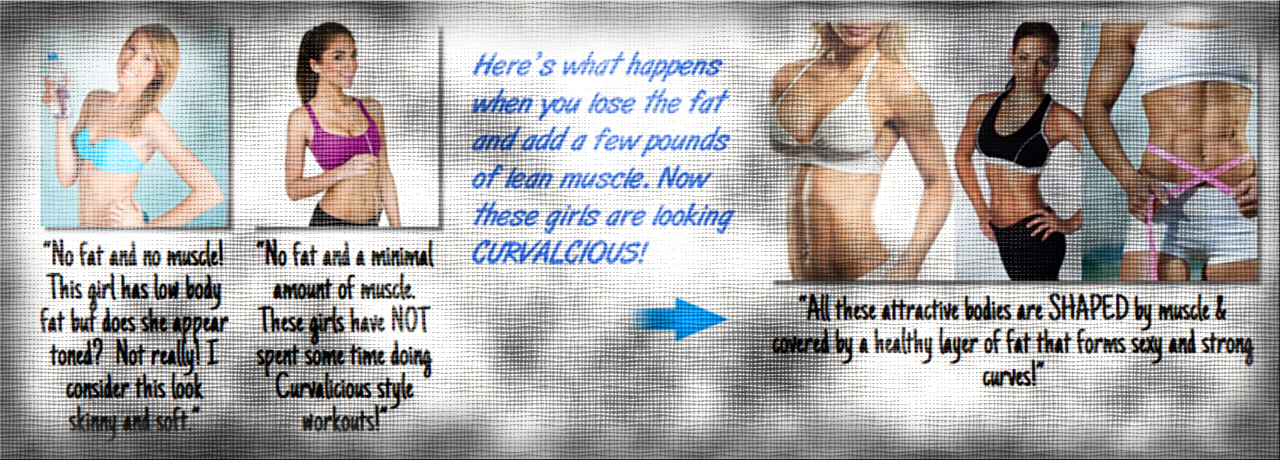 "No fat and no muscle!
This girl has low body
fat but does she appear
toned? Not really! I
consider this look
skinny and soft."
"No fat and a minimal
amount of muscle.
These girls have NOT
spent some time doing
Curvalicious style
workouts!"
Here's what happens
when you lose the fat
and add a few pounds
of lean muscle. Now
these girls are looking
CURVALCIOUS!
"All these attractive bodies are SHAPED by muscle &
covered by a healthy layer of fat that forms sexy and strong
curves!"